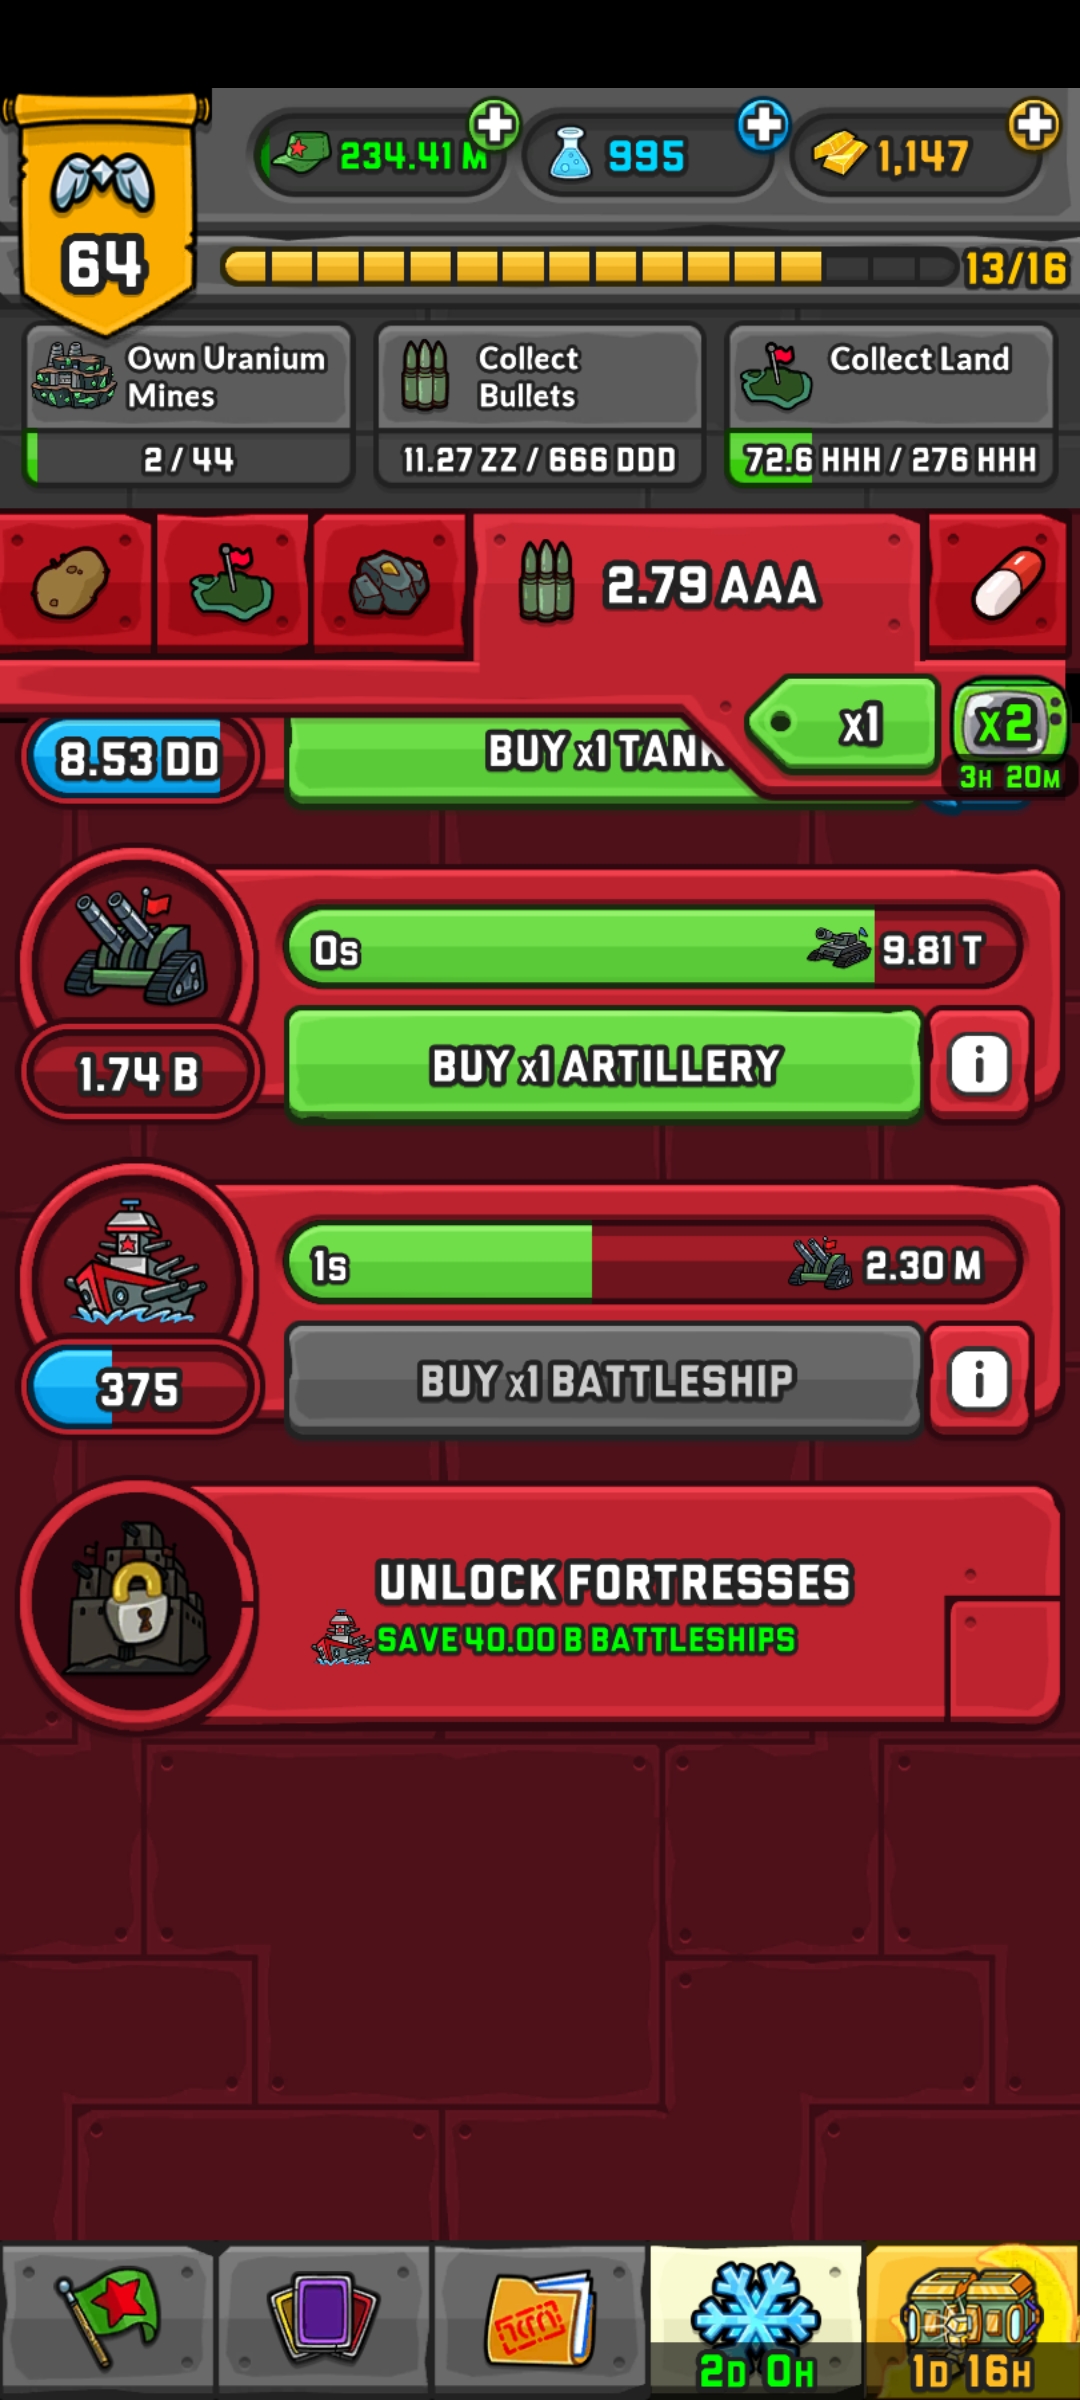 234.41 M
995
1,147
64
13/16
Own Uranium
Mines
2 / 44
Collect
Bullets
11.27 ZZ / 666 DDD
Collect Land
72.6 HHH / 276 HHH
2.79 AAA
x1
x2
3H 20M
8.53 DD
BUY x1 TANK
0s
9.81 T
1.74 B
BUY x1 ARTILLERY
i
1s
2.30 M
375
BUY x1 BATTLESHIP
i
UNLOCK FORTRESSES
SAVE 40.00 B BATTLESHIPS
2D 0H
1D 16H